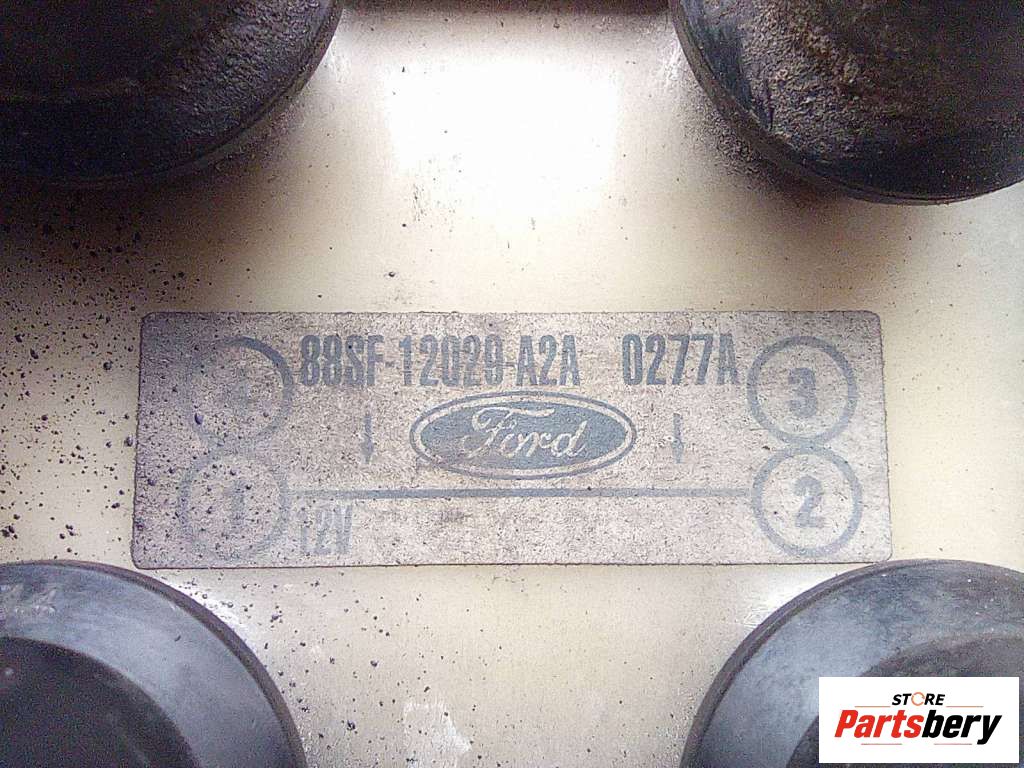 88SF-12029-A2A 0277A
3
Ford
1 2
12V
STORE
Partsbery